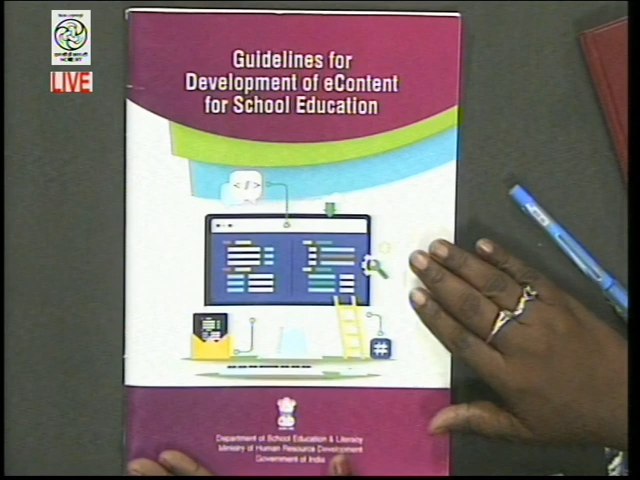 LIVE
Guidelines for
Development of eContent
for School Education
</>
#
Department of School Education & Literacy
Ministry of Human Resource Development
Government of India